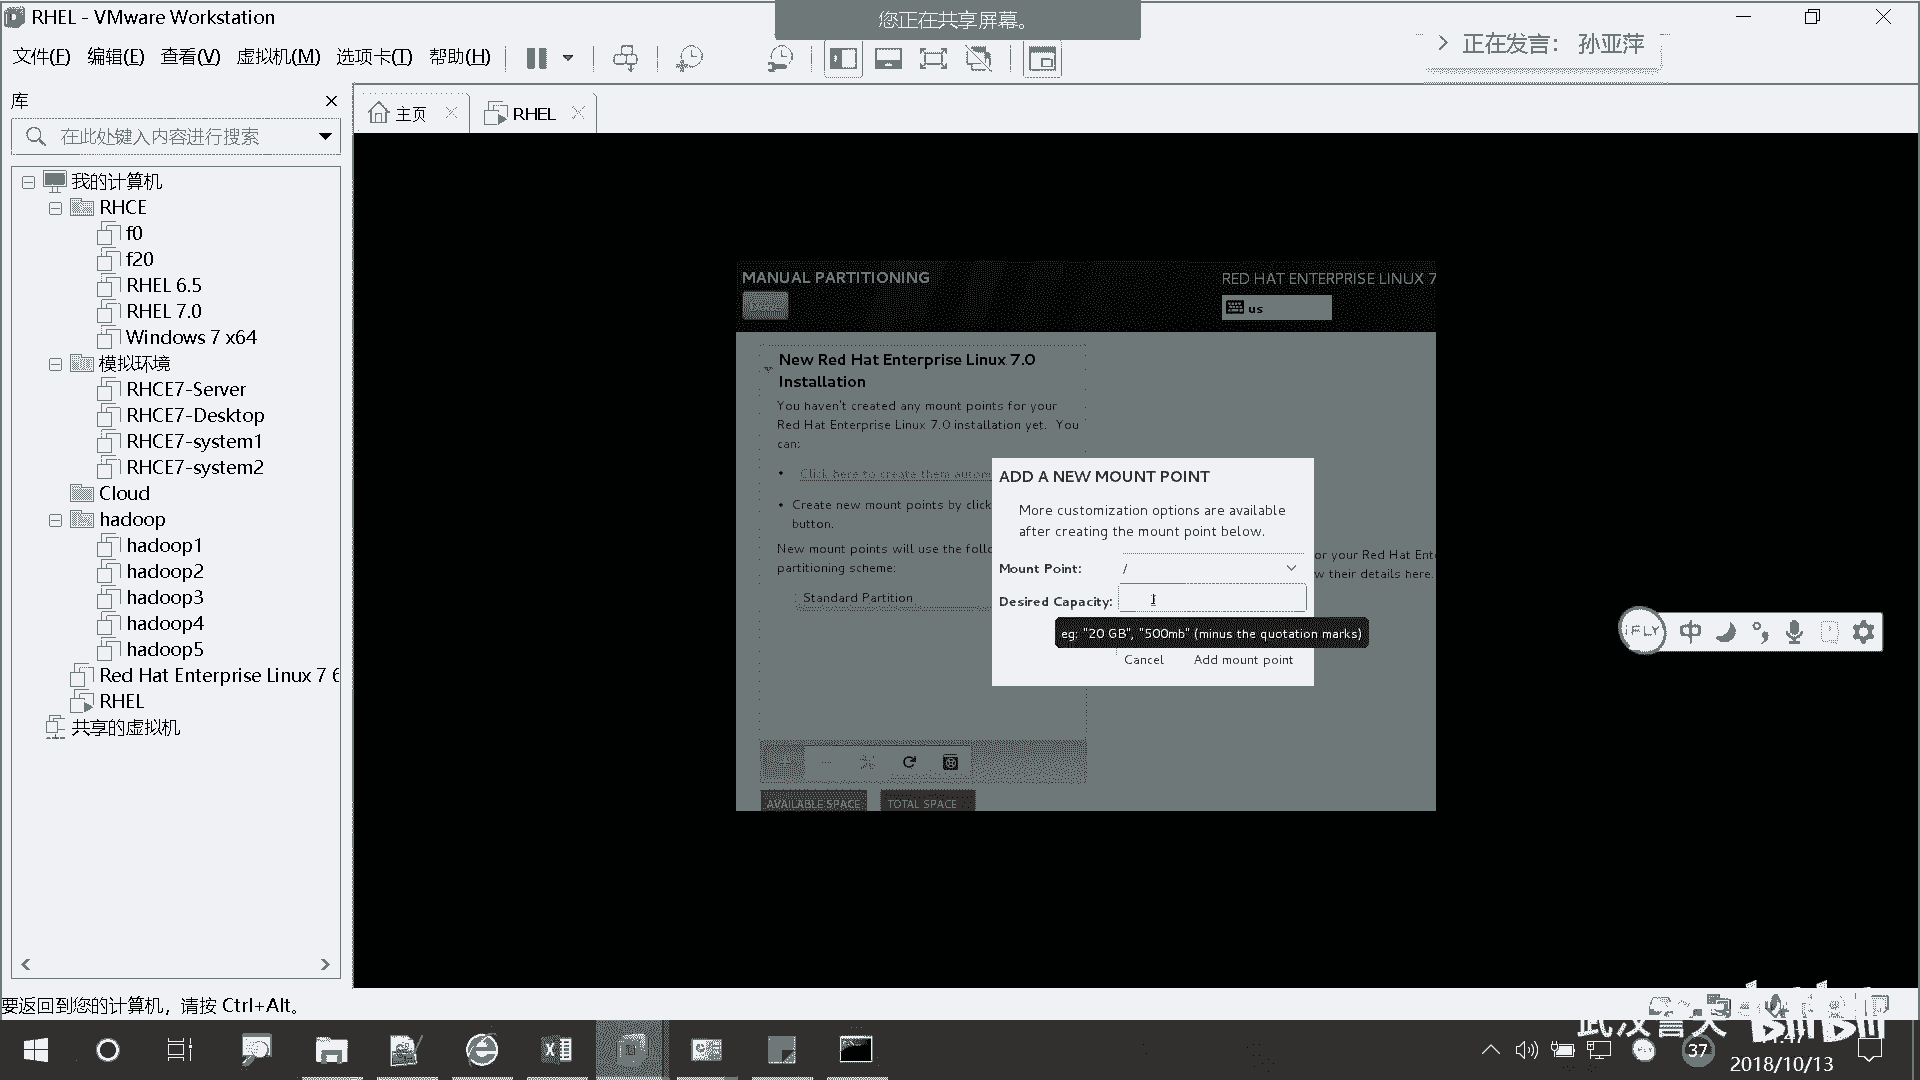 RHEL - VMware Workstation
您正在共享屏幕。
文件(F) 编辑(E) 查看(V) 虚拟机(M) 选项卡(T) 帮助(H)
正在发言： 孙亚萍
库
主页
RHEL
在此处键入内容进行搜索
我的计算机
RHCE
f0
f20
RHEL 6.5
RHEL 7.0
Windows 7 x64
模拟环境
RHCE7-Server
RHCE7-Desktop
RHCE7-system1
RHCE7-system2
Cloud
hadoop
hadoop1
hadoop2
hadoop3
hadoop4
hadoop5
Red Hat Enterprise Linux 7 6
RHEL
共享的虚拟机
MANUAL PARTITIONING
RED HAT ENTERPRISE LINUX 7
us
New Red Hat Enterprise Linux 7.0
Installation
You haven't created any mount points for your
Red Hat Enterprise Linux 7.0 installation yet. You
can:
Click here to create them autom
Create new mount points by click
button.
New mount points will use the follo
partitioning scheme:
Standard Partition
or your Red Hat Ent
w their details here.
AVAILABLE SPACE
TOTAL SPACE
ADD A NEW MOUNT POINT
More customization options are available
after creating the mount point below.
Mount Point: /
Desired Capacity:
eg: "20 GB", "500mb" (minus the quotation marks)
Cancel Add mount point
iFLY 中
要返回到您的计算机，请按 Ctrl+Alt。
bilibili
37
2018/10/13